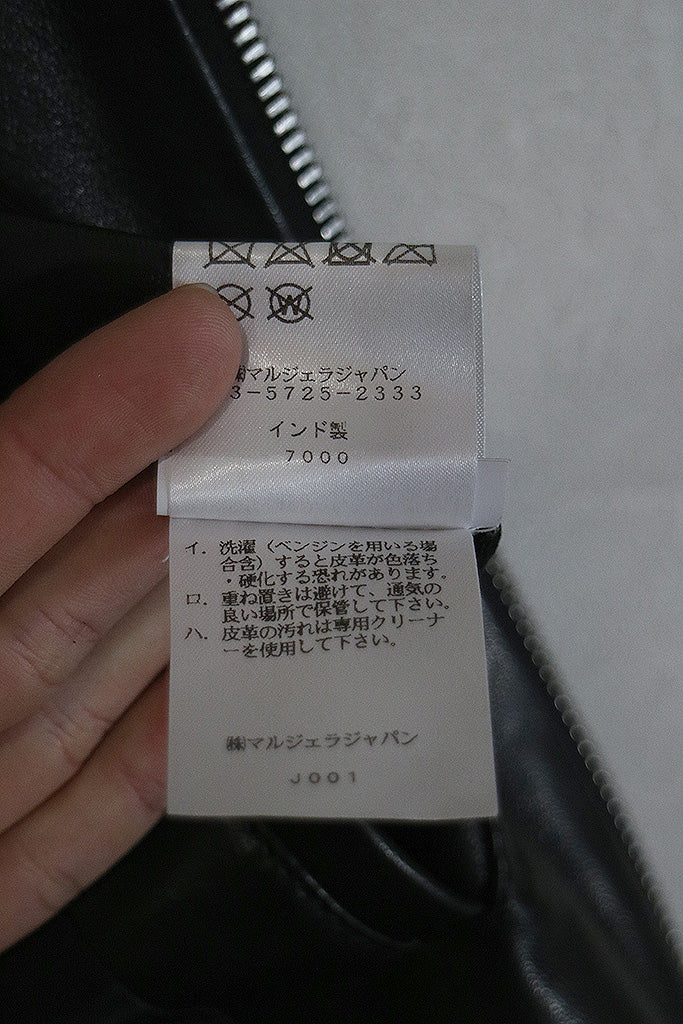 W
㈱マルジェラジャパン
3-5725-2333
インド製
7000
イ. 洗濯（ベンジンを用いる場
合含）すると皮革が色落ち
・硬化する恐れがあります。
ロ. 重ね置きは避けて、通気の
良い場所で保管して下さい。
ハ. 皮革の汚れは専用クリーナ
ーを使用して下さい。
㈱マルジェラジャパン
J001